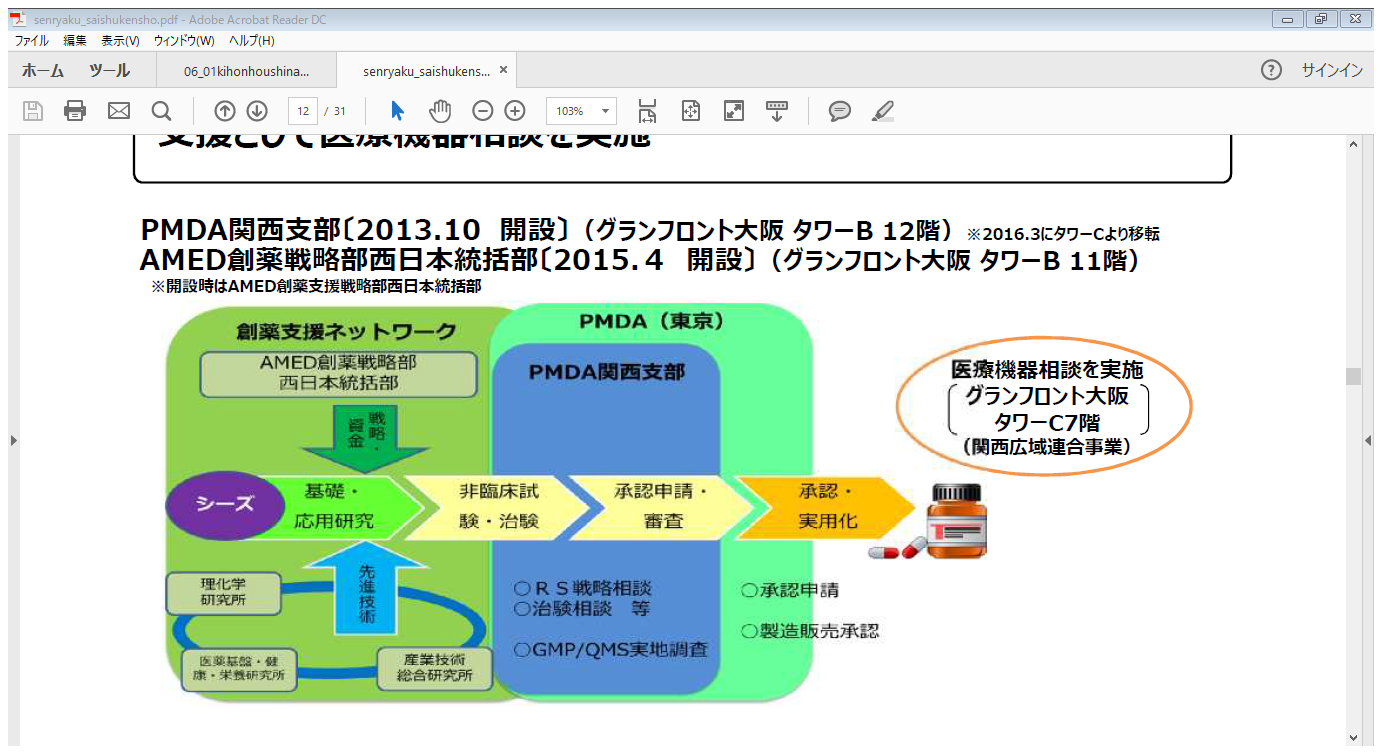 senryaku_saishukensho.pdf - Adobe Acrobat Reader DC
ファイル 編集 表示(V) ウィンドウ(W) ヘルプ(H)
ホーム ツール 06_01kihonhoushina... senryaku_saishukens... × ? サインイン
12 / 31 103%
支援として医療機器相談を実施
PMDA関西支部〔2013.10 開設〕（グランフロント大阪 タワーB 12階） ※2016.3にタワーCより移転
AMED創薬戦略部西日本統括部〔2015.４ 開設〕（グランフロント大阪 タワーB 11階）
※開設時はAMED創薬支援戦略部西日本統括部
創薬支援ネットワーク
AMED創薬戦略部
西日本統括部
PMDA（東京）
PMDA関西支部
医療機器相談を実施
グランフロント大阪
タワーC7階
（関西広域連合事業）
戦略・
資金
シーズ
基礎・
応用研究
非臨床試
験・治験
承認申請・
審査
承認・
実用化
先進技術
理化学
研究所
医薬基盤・健
康・栄養研究所
産業技術
総合研究所
○ＲＳ戦略相談
○治験相談 等
○GMP/QMS実地調査
○承認申請
○製造販売承認